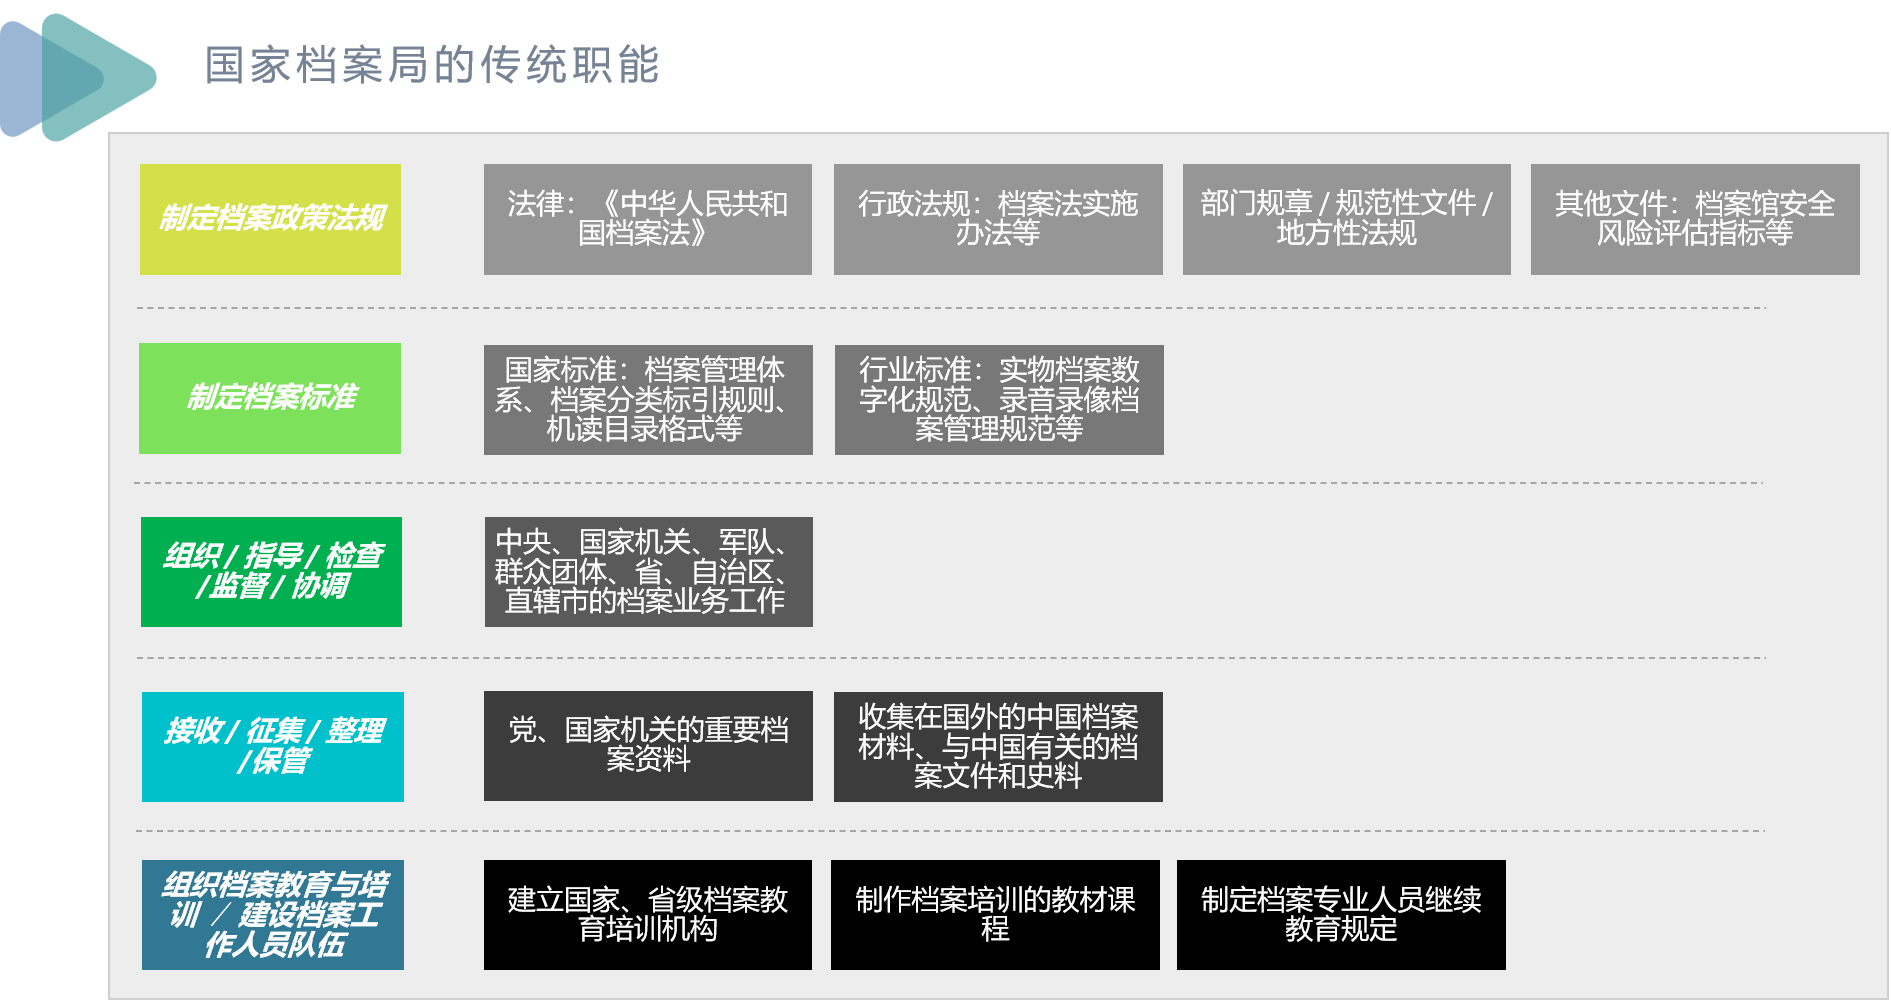 国家档案局的传统职能
制定档案政策法规
法律：《中华人民共和
国档案法》
行政法规：档案法实施
办法等
部门规章 / 规范性文件 /
地方性法规
其他文件：档案馆安全
风险评估指标等
制定档案标准
国家标准：档案管理体
系、档案分类标引规则、
机读目录格式等
行业标准：实物档案数
字化规范、录音录像档
案管理规范等
组织 / 指导 / 检查
/监督 / 协调
中央、国家机关、军队、
群众团体、省、自治区、
直辖市的档案业务工作
接收 / 征集 / 整理
/保管
党、国家机关的重要档
案资料
收集在国外的中国档案
材料、与中国有关的档
案文件和史料
组织档案教育与培
训 ／ 建设档案工
作人员队伍
建立国家、省级档案教
育培训机构
制作档案培训的教材课
程
制定档案专业人员继续
教育规定